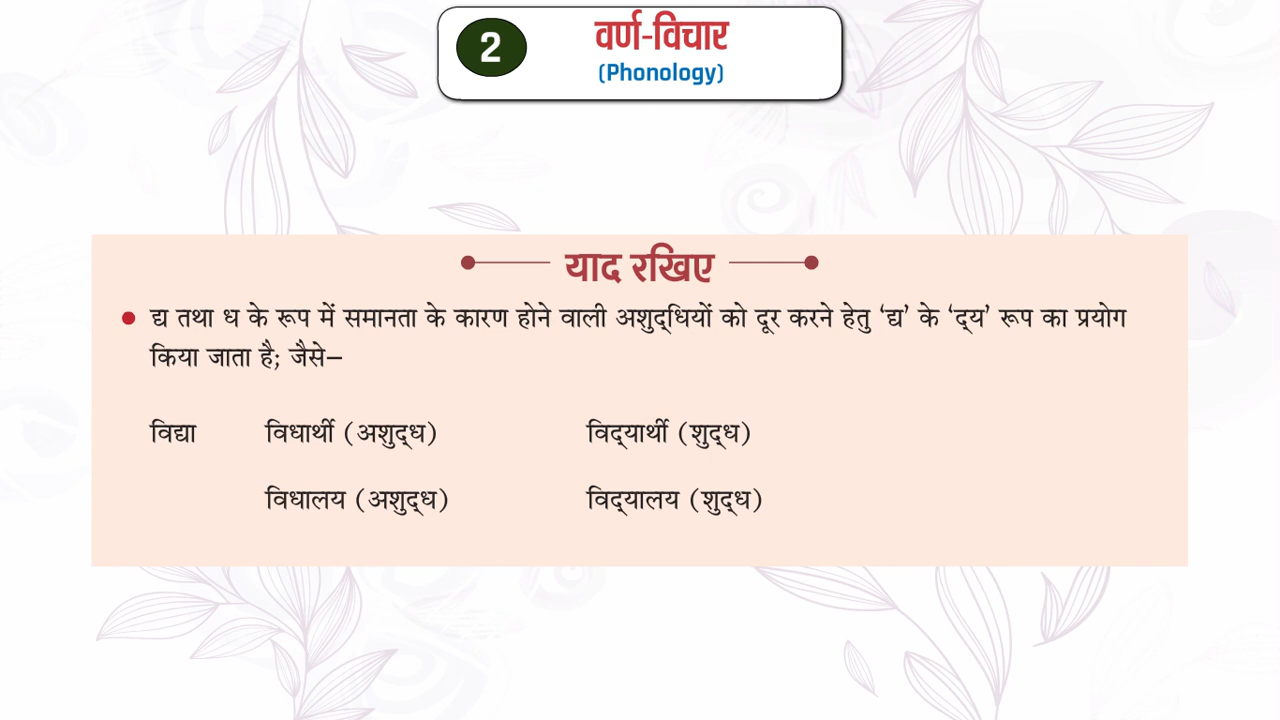 2
वर्ण-विचार
(Phonology)
याद रखिए
• द्य तथा ध के रूप में समानता के कारण होने वाली अशुद्‌धियों को दूर करने हेतु ‘द्य’ के ‘द्‌य’ रूप का प्रयोग
किया जाता है; जैसे–
विद्या विधार्थी (अशुद्‌ध) विद्‌यार्थी (शुद्‌ध)
विधालय (अशुद्‌ध) विद्‌यालय (शुद्‌ध)